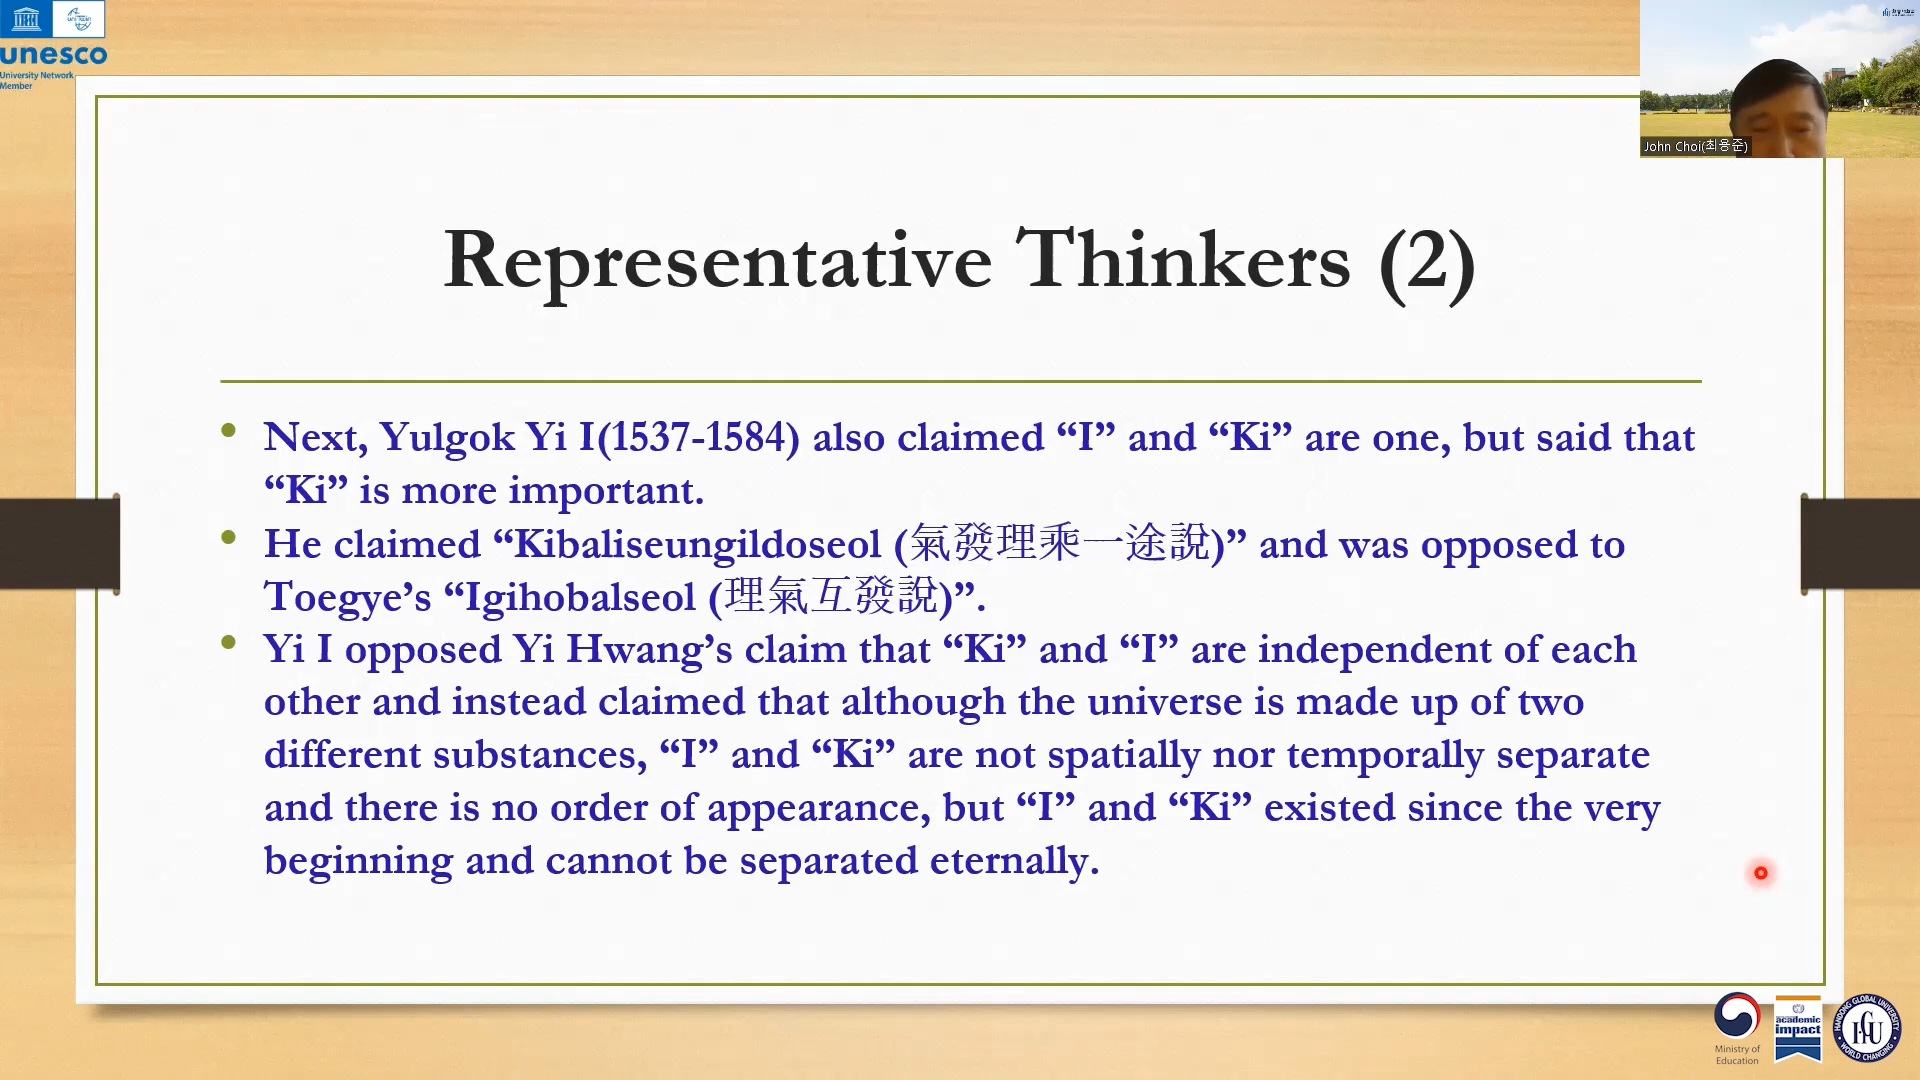 unesco
University Network
Member
John Choi(최용준)
Representative Thinkers (2)
• Next, Yulgok Yi I(1537-1584) also claimed “I” and “Ki” are one, but said that
“Ki” is more important.
• He claimed “Kibaliseungildoseol (氣發理乘一途說)” and was opposed to
Toegye’s “Igihobalseol (理氣互發說)”.
• Yi I opposed Yi Hwang’s claim that “Ki” and “I” are independent of each
other and instead claimed that although the universe is made up of two
different substances, “I” and “Ki” are not spatially nor temporally separate
and there is no order of appearance, but “I” and “Ki” existed since the very
beginning and cannot be separated eternally.
Ministry of
Education
academic
impact
HANDONG GLOBAL UNIVERSITY
HGU
WORLD CHANGING